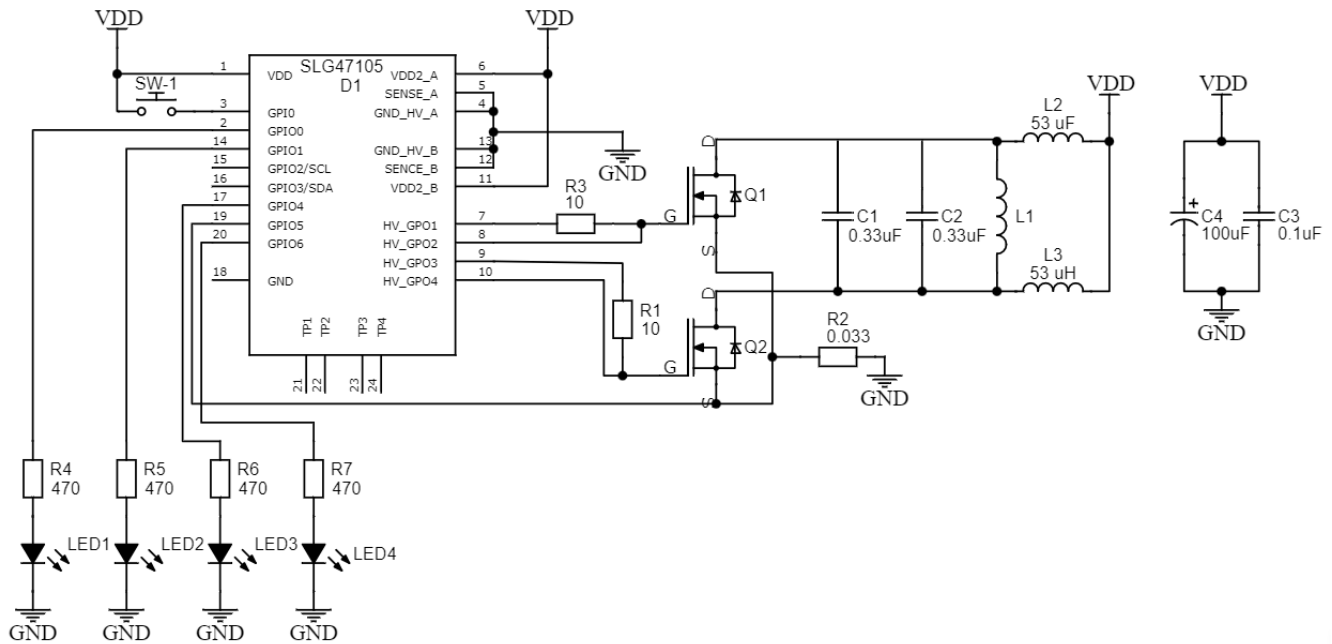 VDD
VDD
SLG47105
D1
1 VDD
VDD2_A 6
SENSE_A 5
SW-1
3 GPI0
GND_HV_A 4
2 GPIO0
14 GPIO1
GND_HV_B 13
15 GPIO2/SCL
SENCE_B 12
16 GPIO3/SDA
VDD2_B 11
17 GPIO4
19 GPIO5
HV_GPO1 7
20 GPIO6
HV_GPO2 8
HV_GPO3 9
18 GND
HV_GPO4 10
TP1 TP2 TP3 TP4
21 22 23 24
GND
R3
10
R1
10
D
G
Q1
S
D
G
Q2
S
C1
0.33uF
C2
0.33uF
L1
L2
53 uF
L3
53 uH
VDD
R2
0.033
GND
VDD
+
C4
100uF
C3
0.1uF
GND
R4
470
R5
470
R6
470
R7
470
LED1
LED2
LED3
LED4
GND
GND
GND
GND